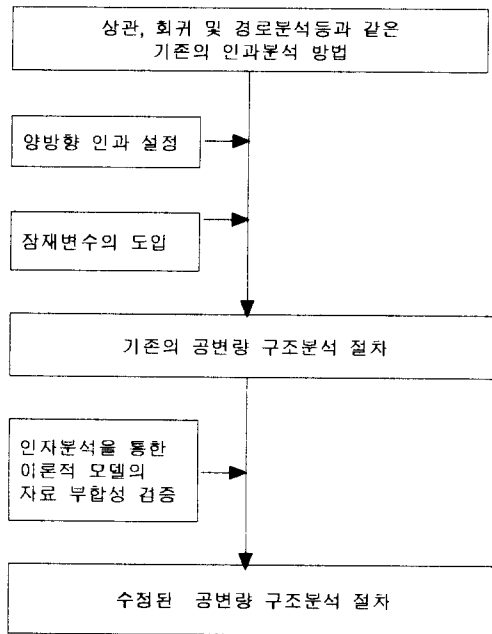 상관, 회귀 및 경로분석등과 같은
기존의 인과분석 방법
양방향 인과 설정
잠재변수의 도입
기존의 공변량 구조분석 절차
인자분석을 통한
이론적 모델의
자료 부합성 검증
수정된 공변량 구조분석 절차